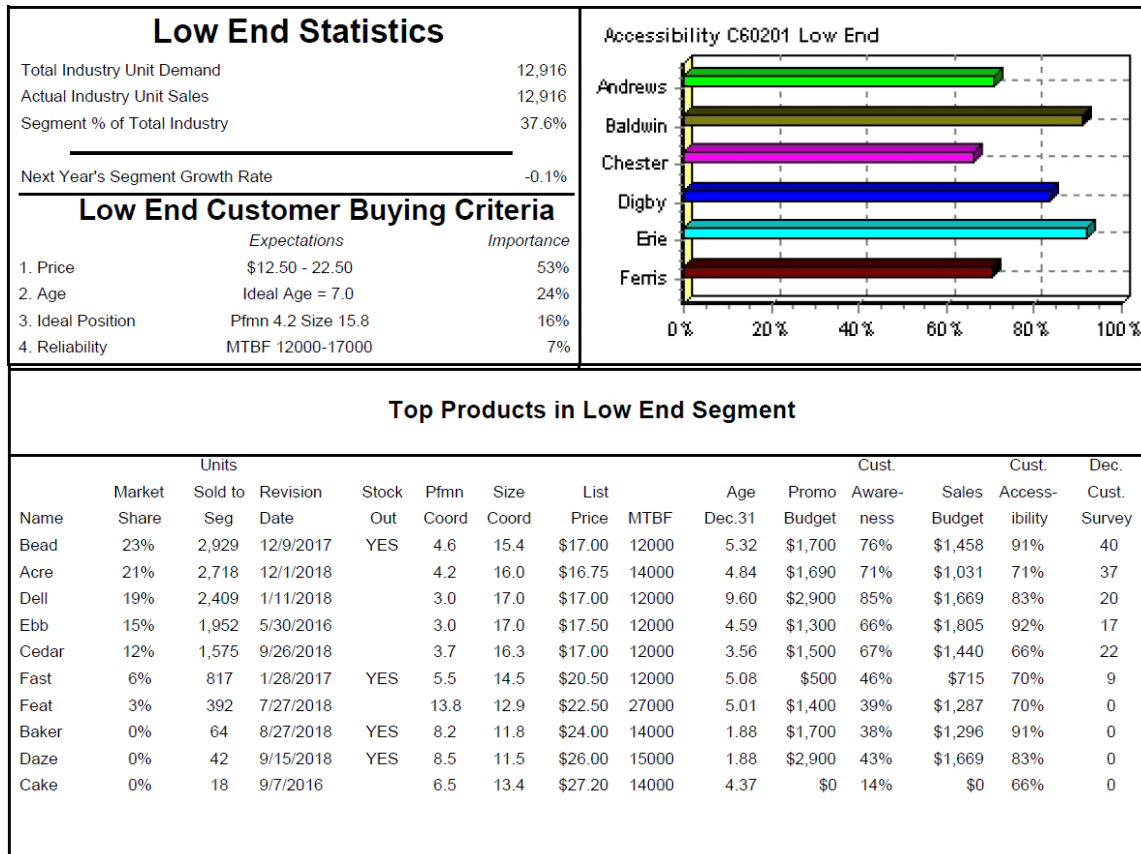 Low End Statistics
Total Industry Unit Demand 12,916
Actual Industry Unit Sales 12,916
Segment % of Total Industry 37.6%
Next Year's Segment Growth Rate -0.1%
Low End Customer Buying Criteria
Expectations Importance
1. Price $12.50 - 22.50 53%
2. Age Ideal Age = 7.0 24%
3. Ideal Position Pfmn 4.2 Size 15.8 16%
4. Reliability MTBF 12000-17000 7%
Accessibility C60201 Low End
Andrews
Baldwin
Chester
Digby
Erie
Ferris
0% 20% 40% 60% 80% 100%
Top Products in Low End Segment
Units Cust. Cust. Dec.
Market Sold to Revision Stock Pfmn Size List Age Promo Aware- Sales Access- Cust.
Name Share Seg Date Out Coord Coord Price MTBF Dec.31 Budget ness Budget ibility Survey
Bead 23% 2,929 12/9/2017 YES 4.6 15.4 $17.00 12000 5.32 $1,700 76% $1,458 91% 40
Acre 21% 2,718 12/1/2018 4.2 16.0 $16.75 14000 4.84 $1,690 71% $1,031 71% 37
Dell 19% 2,409 1/11/2018 3.0 17.0 $17.00 12000 9.60 $2,900 85% $1,669 83% 20
Ebb 15% 1,952 5/30/2016 3.0 17.0 $17.50 12000 4.59 $1,300 66% $1,805 92% 17
Cedar 12% 1,575 9/26/2018 3.7 16.3 $17.00 12000 3.56 $1,500 67% $1,440 66% 22
Fast 6% 817 1/28/2017 YES 5.5 14.5 $20.50 12000 5.08 $500 46% $715 70% 9
Feat 3% 392 7/27/2018 13.8 12.9 $22.50 27000 5.01 $1,400 39% $1,287 70% 0
Baker 0% 64 8/27/2018 YES 8.2 11.8 $24.00 14000 1.88 $1,700 38% $1,296 91% 0
Daze 0% 42 9/15/2018 YES 8.5 11.5 $26.00 15000 1.88 $2,900 43% $1,669 83% 0
Cake 0% 18 9/7/2016 6.5 13.4 $27.20 14000 4.37 $0 14% $0 66% 0